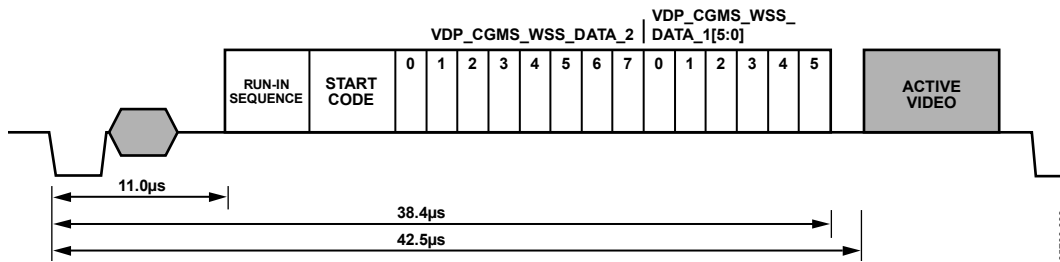 VDP_CGMS_WSS_DATA_2
VDP_CGMS_WSS_
DATA_1[5:0]
RUN-IN
SEQUENCE
START
CODE
0 1 2 3 4 5 6 7 0 1 2 3 4 5
ACTIVE
VIDEO
11.0µs
38.4µs
42.5µs